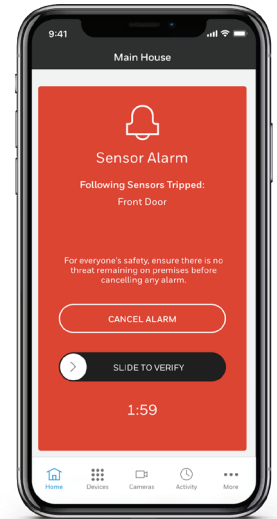 9:41
Main House
Sensor Alarm
Following Sensors Tripped:
Front Door
For everyone's safety, ensure there is no
threat remaining on premises before
cancelling any alarm.
CANCEL ALARM
SLIDE TO VERIFY
1:59
Home Devices Cameras Activity More